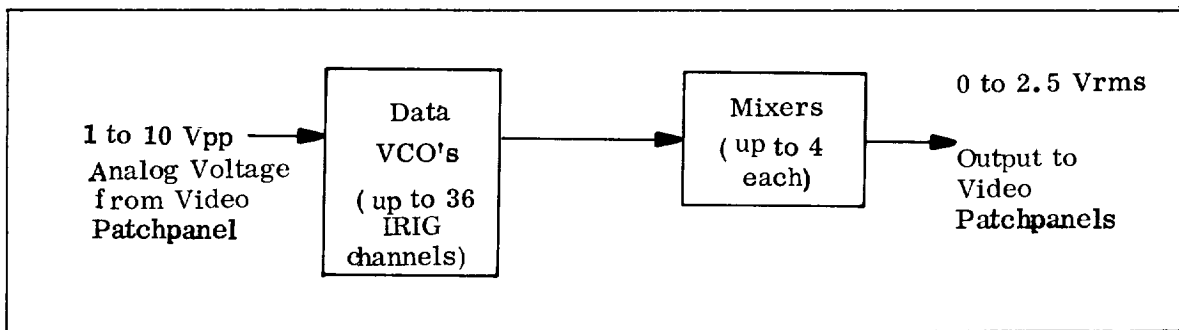 1 to 10 Vpp
Analog Voltage
from Video
Patchpanel
Data
VCO's
(up to 36
IRIG
channels)
Mixers
(up to 4
each)
0 to 2.5 Vrms
Output to
Video
Patchpanels